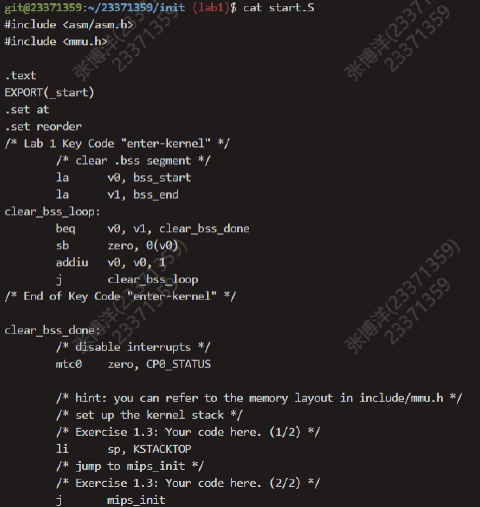 git@23371359:~/23371359/init (lab1)$ cat start.S
#include <asm/asm.h>
#include <mmu.h>

.text
EXPORT(_start)
.set at
.set reorder
/* Lab 1 Key Code "enter-kernel" */
        /* clear .bss segment */
        la      v0, bss_start
        la      v1, bss_end
clear_bss_loop:
        beq     v0, v1, clear_bss_done
        sb      zero, 0(v0)
        addiu   v0, v0, 1
        j       clear_bss_loop
/* End of Key Code "enter-kernel" */

clear_bss_done:
        /* disable interrupts */
        mtc0    zero, CP0_STATUS

        /* hint: you can refer to the memory layout in include/mmu.h */
        /* set up the kernel stack */
        /* Exercise 1.3: Your code here. (1/2) */
        li      sp, KSTACKTOP
        /* jump to mips_init */
        /* Exercise 1.3: Your code here. (2/2) */
        j       mips_init
张博洋(23371359)
23371359
张博洋(23371359)
23371359
张博洋(23371359)
23371359
张博洋(23371359)
23371359